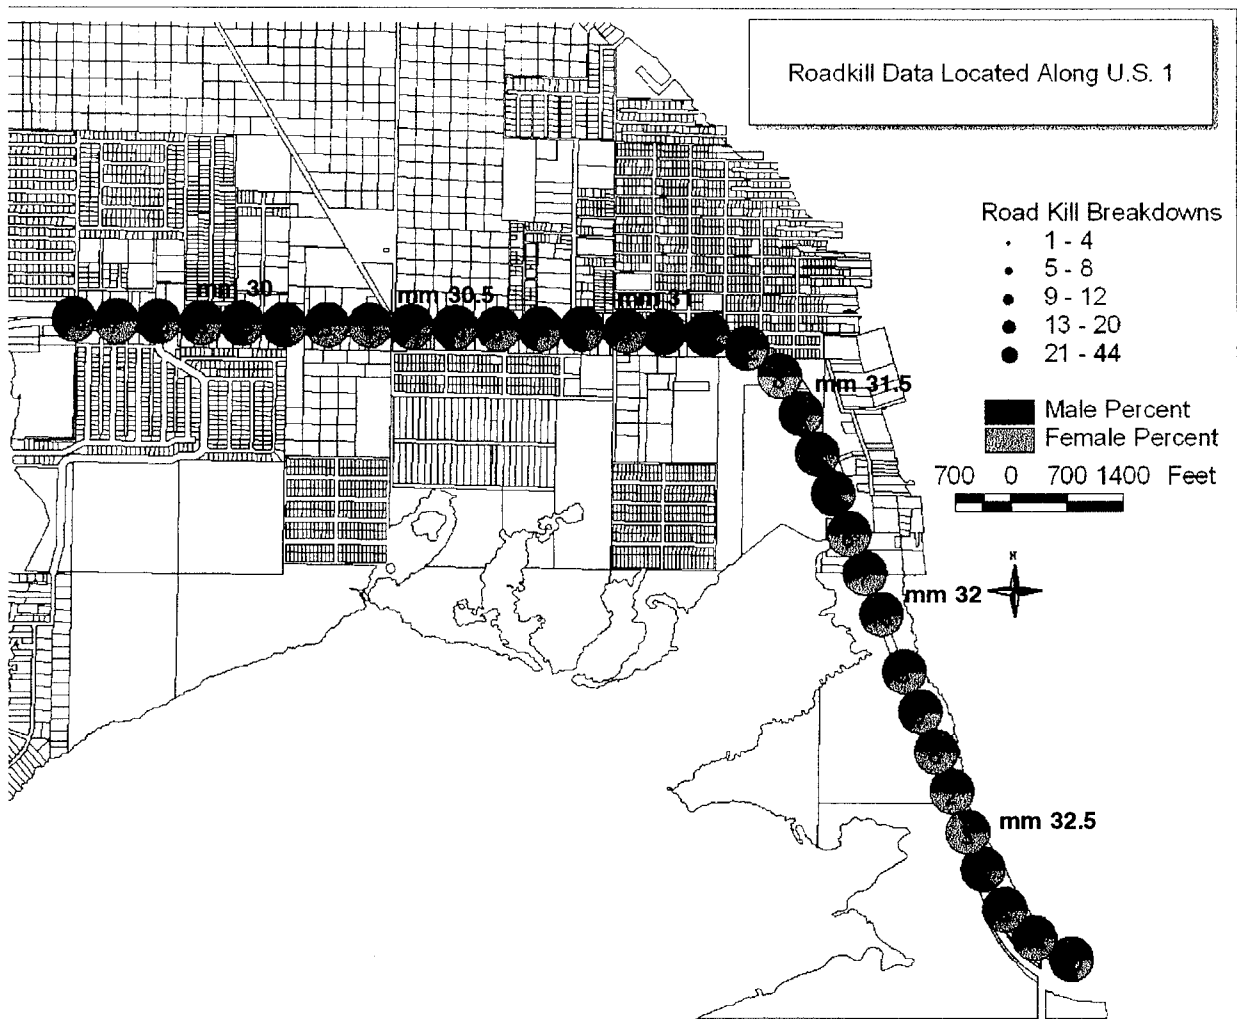 Roadkill Data Located Along U.S. 1
Road Kill Breakdowns
1 - 4
5 - 8
9 - 12
13 - 20
21 - 44
mm 30
mm 30.5
mm 31
mm 31.5
Male Percent
Female Percent
700 0 700 1400 Feet
N
mm 32
mm 32.5